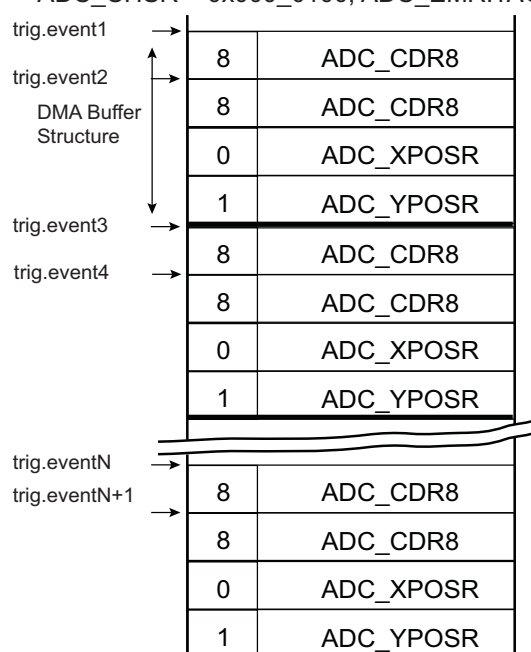 trig.event1
8 ADC_CDR8
trig.event2
8 ADC_CDR8
DMA Buffer
Structure
0 ADC_XPOSR
1 ADC_YPOSR
trig.event3
8 ADC_CDR8
trig.event4
8 ADC_CDR8
0 ADC_XPOSR
1 ADC_YPOSR
trig.eventN
8 ADC_CDR8
trig.eventN+1
8 ADC_CDR8
0 ADC_XPOSR
1 ADC_YPOSR